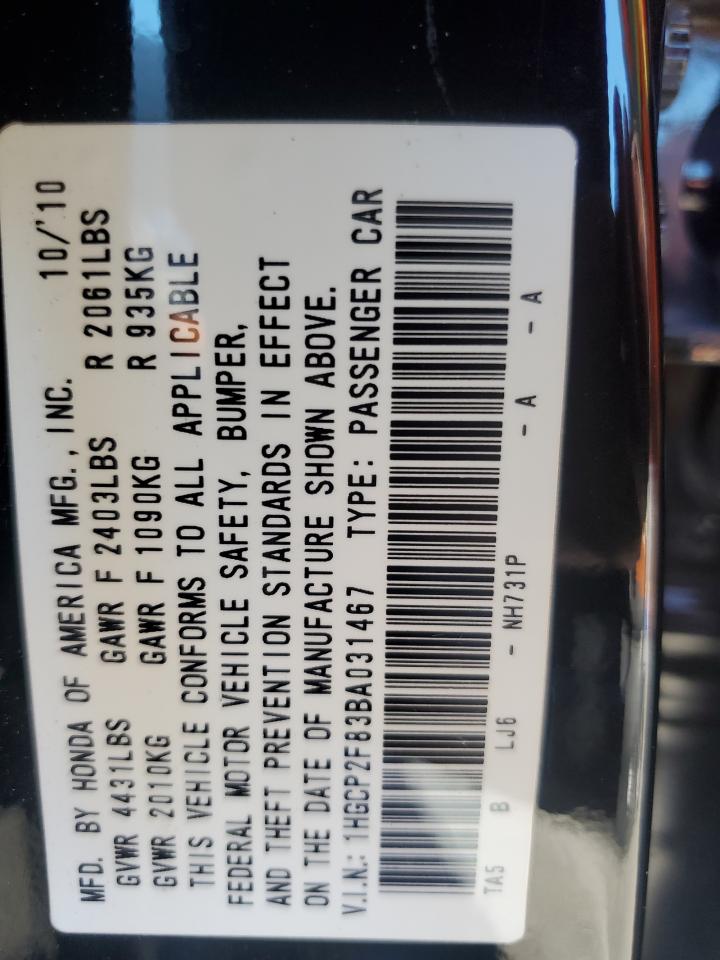 MFD. BY HONDA OF AMERICA MFG., INC. 10/'10
GVWR 4431LBS GAWR F 2403LBS R 2061LBS
GVWR 2010KG GAWR F 1090KG R 935KG
THIS VEHICLE CONFORMS TO ALL APPLICABLE
FEDERAL MOTOR VEHICLE SAFETY, BUMPER,
AND THEFT PREVENTION STANDARDS IN EFFECT
ON THE DATE OF MANUFACTURE SHOWN ABOVE.
V.I.N.: 1HGCP2F83BA031467 TYPE: PASSENGER CAR
TA5 B LJ6 - NH731P - A - A